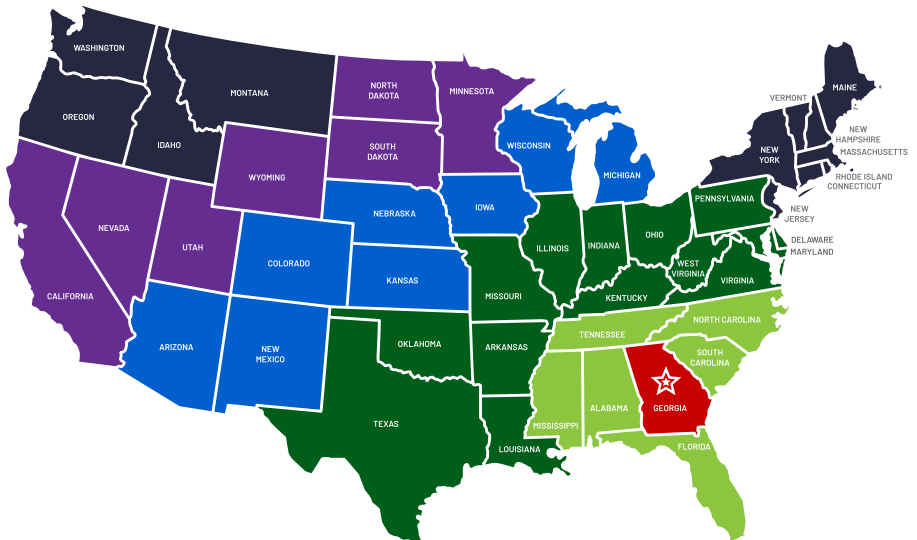 WASHINGTON
OREGON
IDAHO
MONTANA
NORTH
DAKOTA
MINNESOTA
SOUTH
DAKOTA
WYOMING
WISCONSIN
MICHIGAN
VERMONT
MAINE
NEW
HAMPSHIRE
NEW
YORK
MASSACHUSETTS
RHODE ISLAND
CONNECTICUT
NEW
JERSEY
PENNSYLVANIA
DELAWARE
MARYLAND
CALIFORNIA
NEVADA
UTAH
COLORADO
NEBRASKA
IOWA
KANSAS
ILLINOIS
INDIANA
OHIO
WEST
VIRGINIA
VIRGINIA
MISSOURI
KENTUCKY
ARIZONA
NEW
MEXICO
OKLAHOMA
ARKANSAS
TENNESSEE
NORTH CAROLINA
SOUTH
CAROLINA
TEXAS
LOUISIANA
MISSISSIPPI
ALABAMA
GEORGIA
FLORIDA